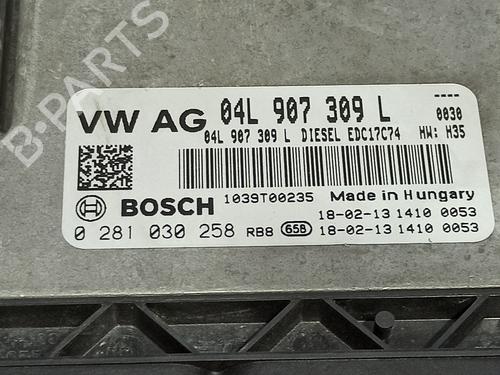 B-PARTS
VW AG 04L 907 309 L
----
0030
04L 907 309 L DIESEL EDC17C74 HW: H35
1039T00235 Made in Hungary
BOSCH
18-02-13 1410 0053
0 281 030 258 RB8 658 18-02-13 1410 0053